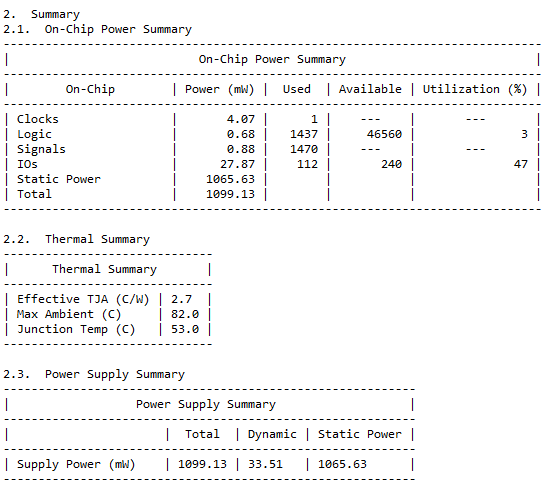 2.  Summary
2.1.  On-Chip Power Summary
-----------------------------------------------------------------------------
|                           On-Chip Power Summary                           |
-----------------------------------------------------------------------------
|        On-Chip        | Power (mW) |  Used  | Available | Utilization (%) |
-----------------------------------------------------------------------------
| Clocks                |       4.07 |      1 |    ---    |       ---       |
| Logic                 |       0.68 |   1437 |     46560 |               3 |
| Signals               |       0.88 |   1470 |    ---    |       ---       |
| IOs                   |      27.87 |    112 |       240 |              47 |
| Static Power          |    1065.63 |        |           |                 |
| Total                 |    1099.13 |        |           |                 |
-----------------------------------------------------------------------------
2.2.  Thermal Summary
------------------------------
|      Thermal Summary       |
------------------------------
| Effective TJA (C/W) | 2.7  |
| Max Ambient (C)     | 82.0 |
| Junction Temp (C)   | 53.0 |
------------------------------
2.3.  Power Supply Summary
-----------------------------------------------------------
|                  Power Supply Summary                   |
-----------------------------------------------------------
|                      |  Total  | Dynamic | Static Power |
-----------------------------------------------------------
| Supply Power (mW)    | 1099.13 | 33.51   | 1065.63      |
-----------------------------------------------------------